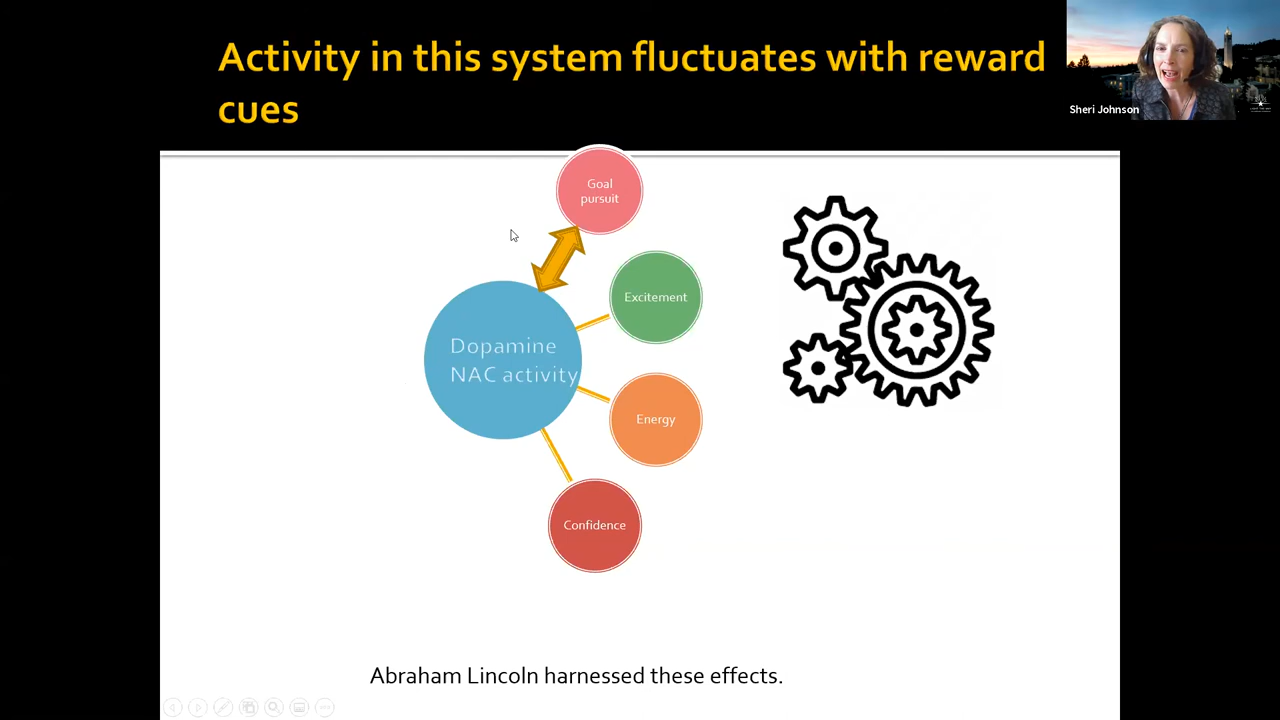 Activity in this system fluctuates with reward
cues
Sheri Johnson
Goal
pursuit
Excitement
Dopamine
NAC activity
Energy
Confidence
Abraham Lincoln harnessed these effects.